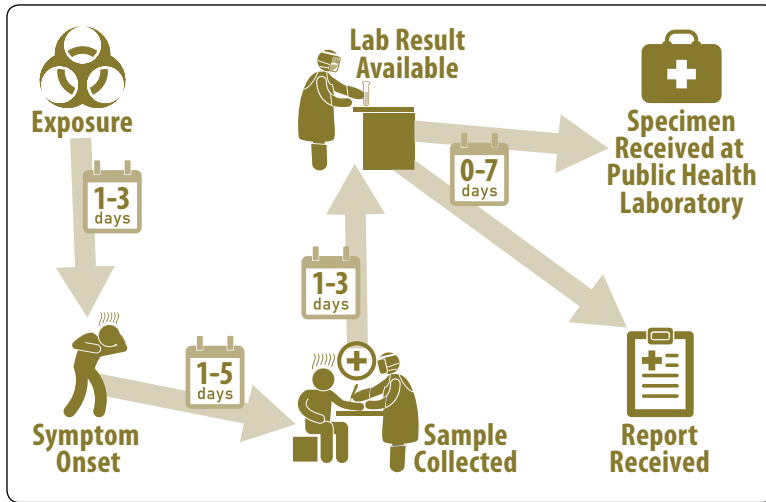 Exposure
1–3
days
Symptom
Onset
1–5
days
Sample
Collected
1–3
days
Lab Result
Available
0–7
days
Specimen
Received at
Public Health
Laboratory
Report
Received